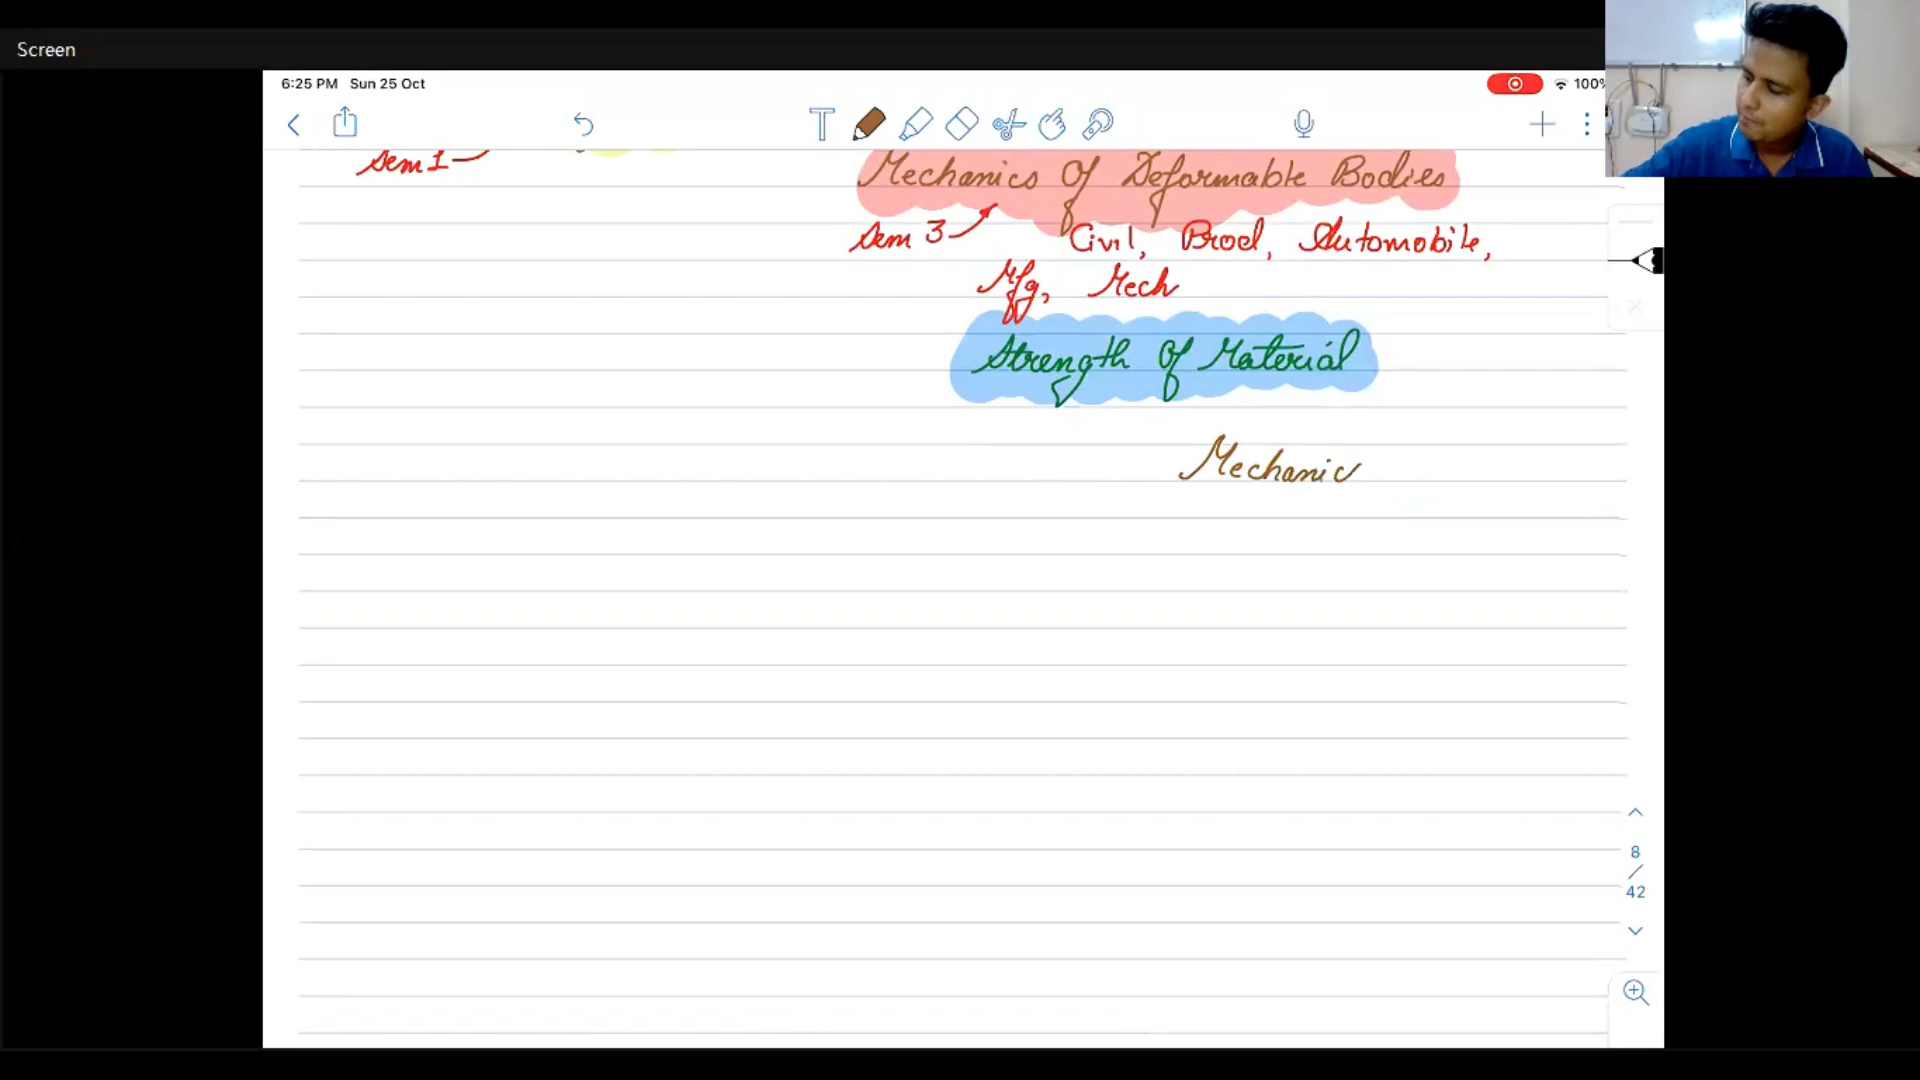 Screen
6:25 PM Sun 25 Oct
100%
T
Sem 1
Mechanics Of Deformable Bodies
Sem 3 Civil, Prod, Automobile,
Mfg, Mech
Strength Of Material
Mechanic
8
/
42